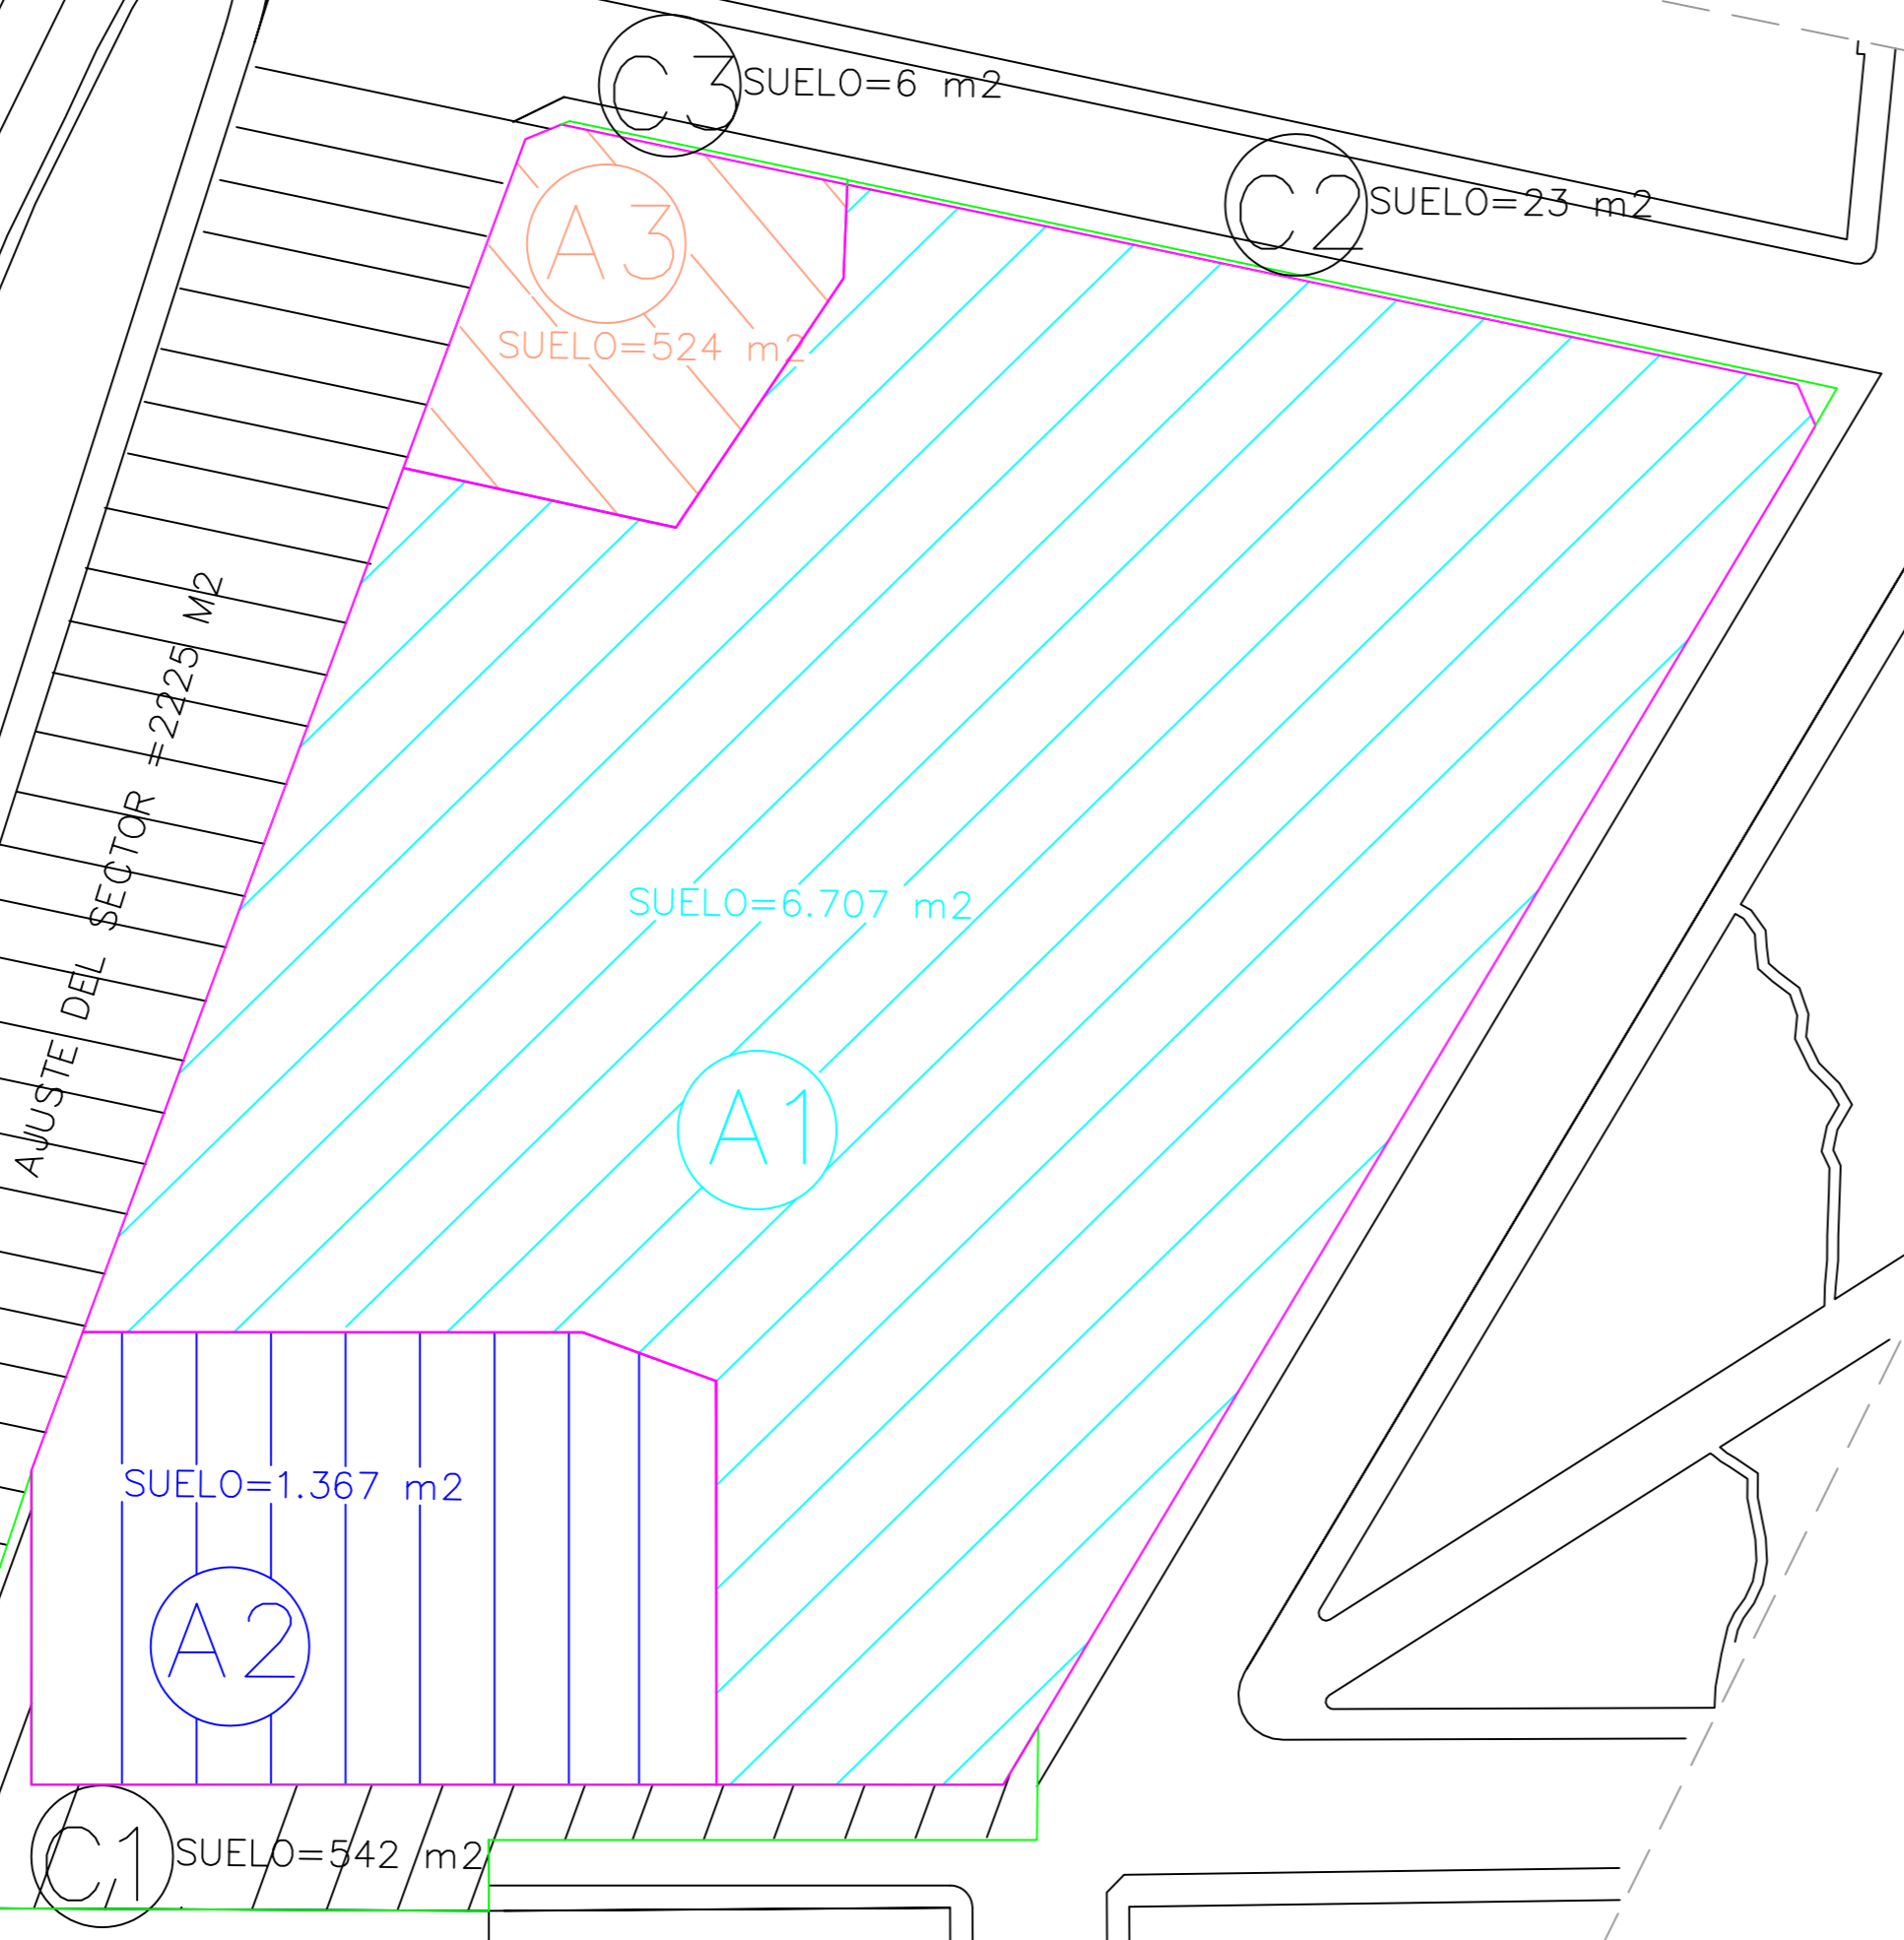 C3
SUELO=6 m2
C2
SUELO=23 m2
A3
SUELO=524 m2
AJUSTE DEL SECTOR =2225 M2
SUELO=6.707 m2
A1
SUELO=1.367 m2
A2
C1
SUELO=542 m2